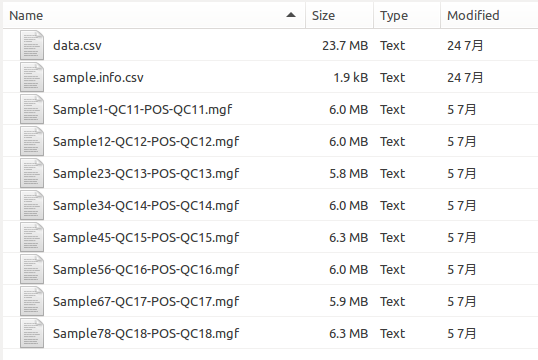 Name Size Type Modified
data.csv 23.7 MB Text 24 7月
sample.info.csv 1.9 kB Text 24 7月
Sample1-QC11-POS-QC11.mgf 6.0 MB Text 5 7月
Sample12-QC12-POS-QC12.mgf 6.0 MB Text 5 7月
Sample23-QC13-POS-QC13.mgf 5.8 MB Text 5 7月
Sample34-QC14-POS-QC14.mgf 6.0 MB Text 5 7月
Sample45-QC15-POS-QC15.mgf 6.3 MB Text 5 7月
Sample56-QC16-POS-QC16.mgf 6.0 MB Text 5 7月
Sample67-QC17-POS-QC17.mgf 5.9 MB Text 5 7月
Sample78-QC18-POS-QC18.mgf 6.3 MB Text 5 7月